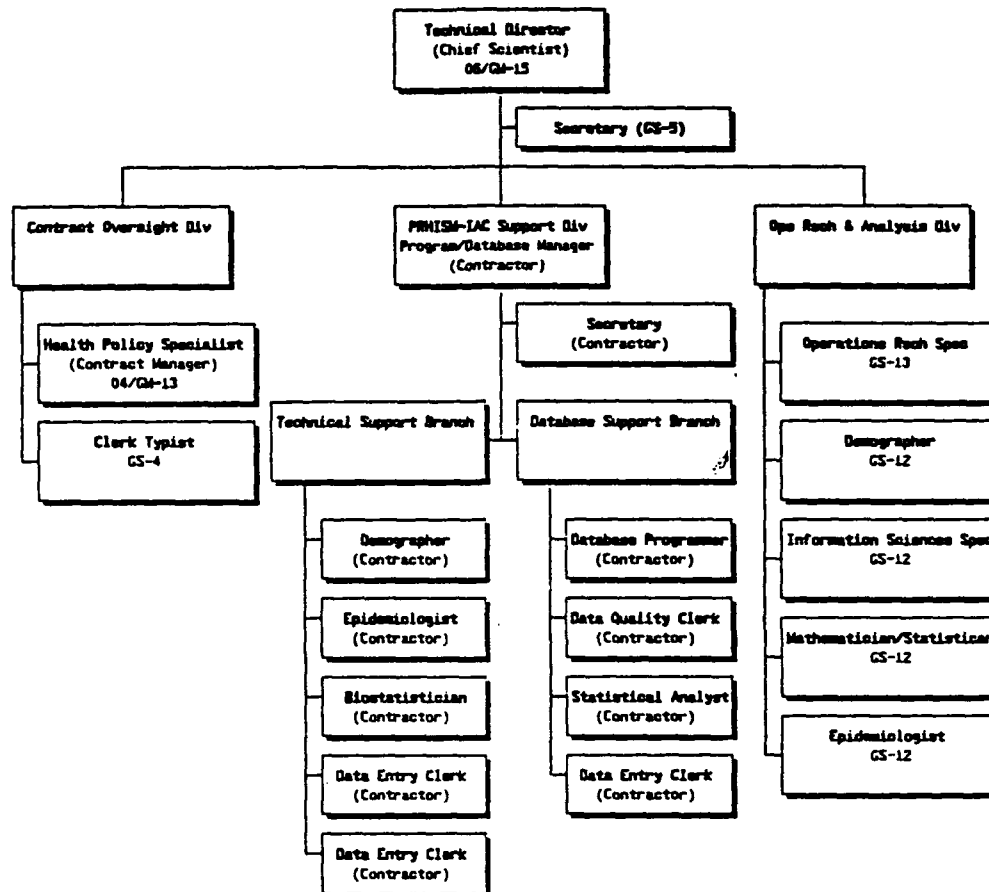 Technical Director
(Chief Scientist)
06/GM-15
Secretary (GS-5)
Contract Oversight Div
PRHISM-IAC Support Div
Program/Database Manager
(Contractor)
Ops Rsch & Analysis Div
Health Policy Specialist
(Contract Manager)
04/GM-13
Clerk Typist
GS-4
Secretary
(Contractor)
Technical Support Branch
Database Support Branch
Demographer
(Contractor)
Epidemiologist
(Contractor)
Biostatistician
(Contractor)
Data Entry Clerk
(Contractor)
Data Entry Clerk
(Contractor)
Database Programmer
(Contractor)
Data Quality Clerk
(Contractor)
Statistical Analyst
(Contractor)
Data Entry Clerk
(Contractor)
Operations Rsch Spec
GS-13
Demographer
GS-12
Information Sciences Spec
GS-12
Mathematician/Statistican
GS-12
Epidemiologist
GS-12